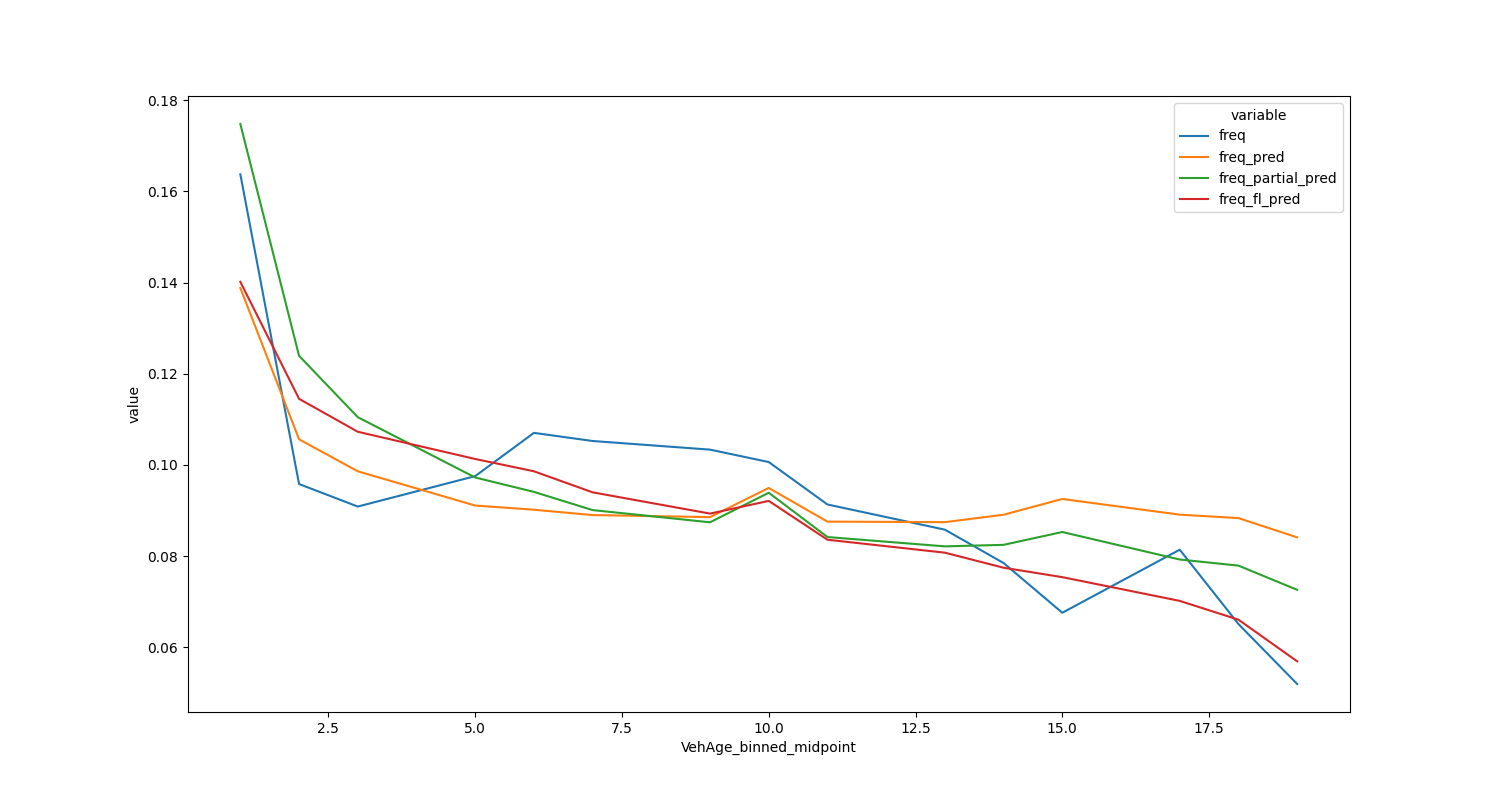 0.18
0.16
0.14
0.12
0.10
0.08
0.06
value
variable
freq
freq_pred
freq_partial_pred
freq_fl_pred
2.5 5.0 7.5 10.0 12.5 15.0 17.5
VehAge_binned_midpoint